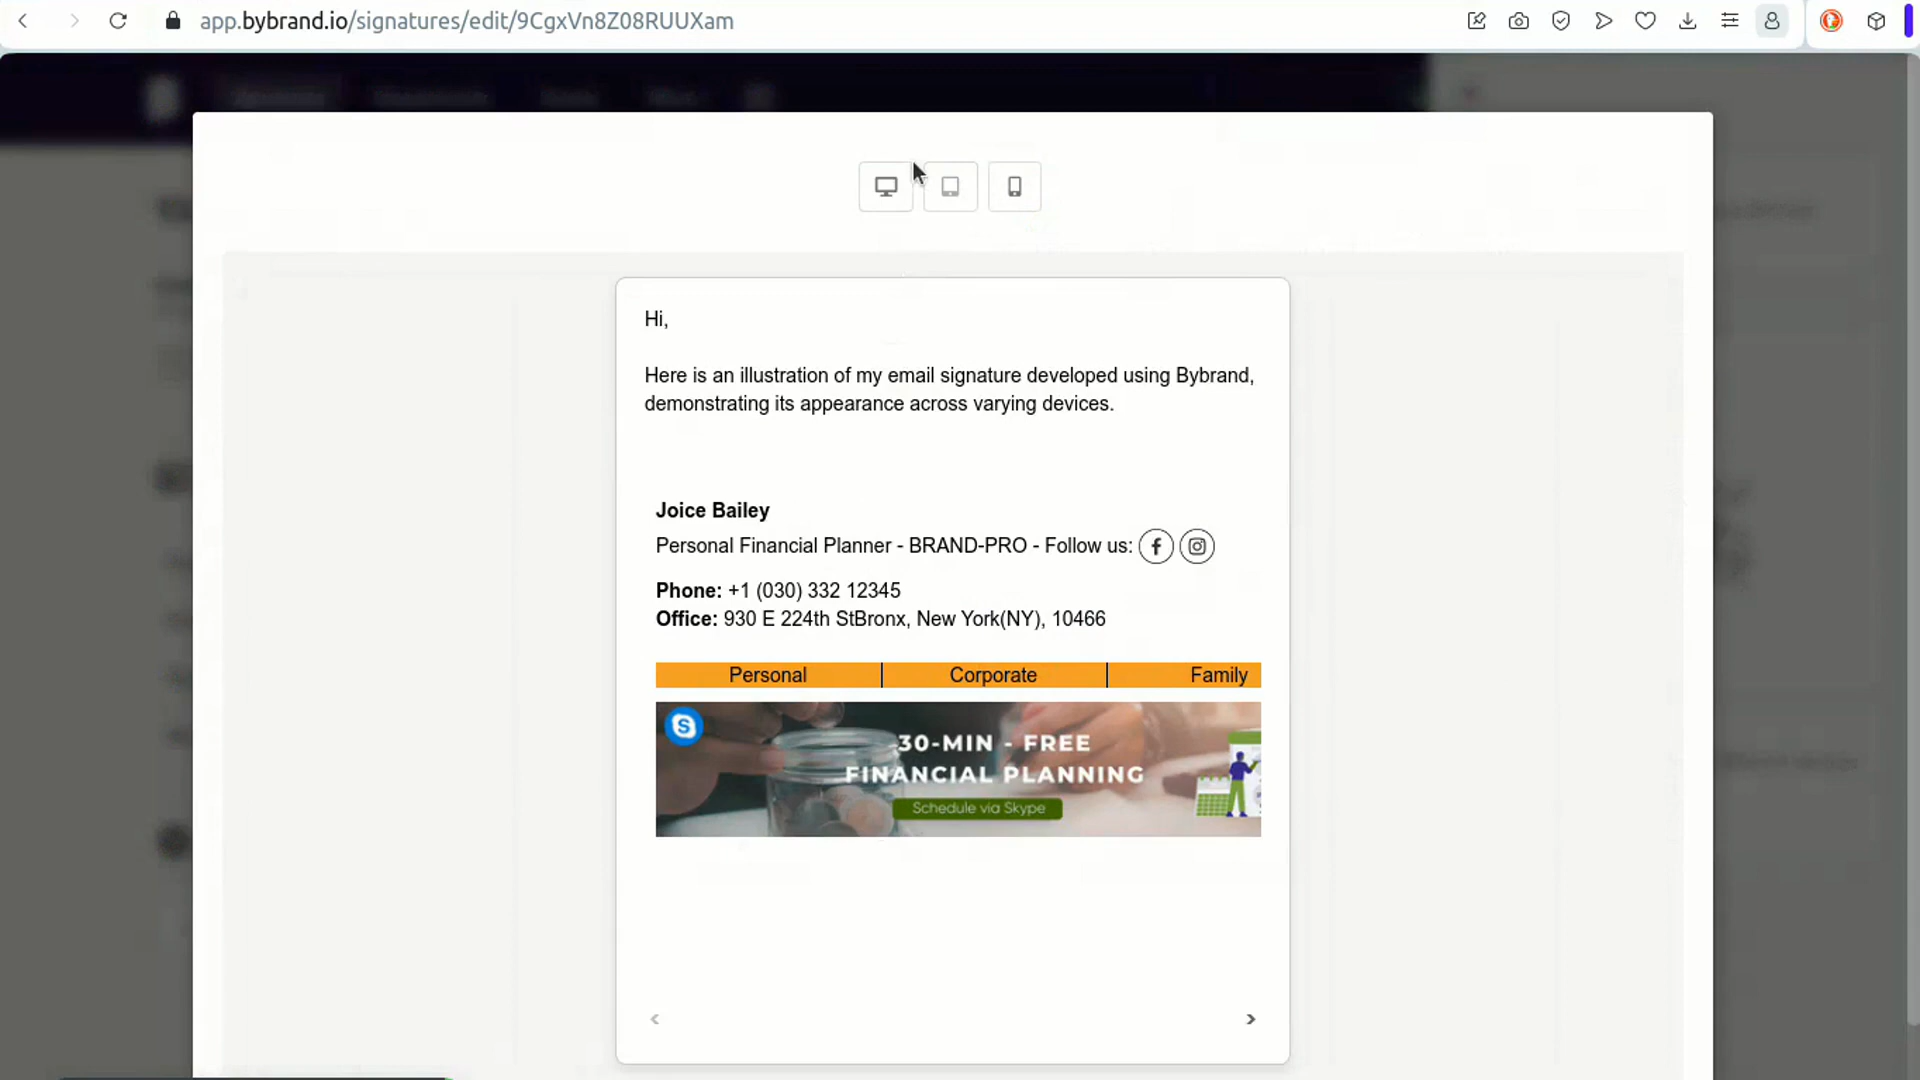 app.bybrand.io/signatures/edit/9CgxVn8Z08RUUXam
Hi,
Here is an illustration of my email signature developed using Bybrand,
demonstrating its appearance across varying devices.
Joice Bailey
Personal Financial Planner - BRAND-PRO - Follow us:
Phone: +1 (030) 332 12345
Office: 930 E 224th StBronx, New York(NY), 10466
Personal Corporate Family
30-MIN - FREE
FINANCIAL PLANNING
Schedule via Skype